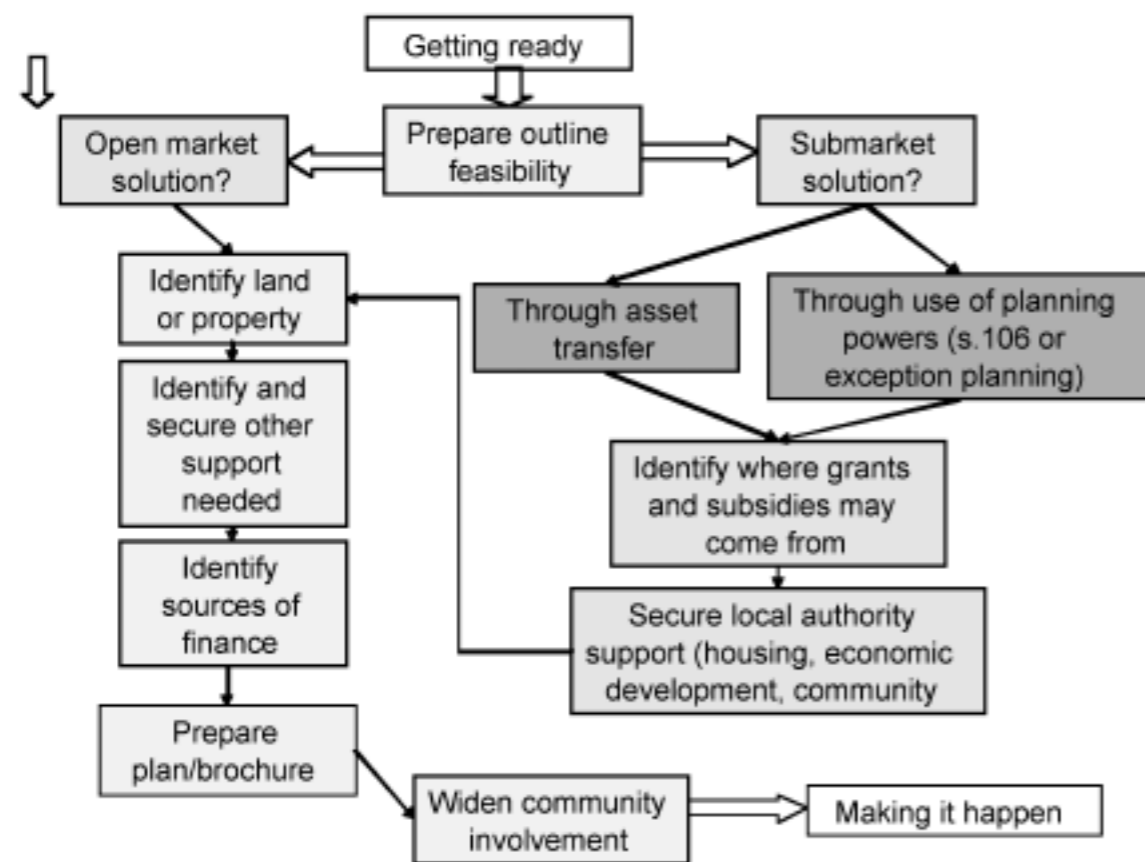 Getting ready
Prepare outline
feasibility
Open market
solution?
Submarket
solution?
Identify land
or property
Through asset
transfer
Through use of planning
powers (s.106 or
exception planning)
Identify and
secure other
support
needed
Identify where grants
and subsidies may
come from
Identify
sources of
finance
Secure local authority
support (housing, economic
development, community
Prepare
plan/brochure
Widen community
involvement
Making it happen